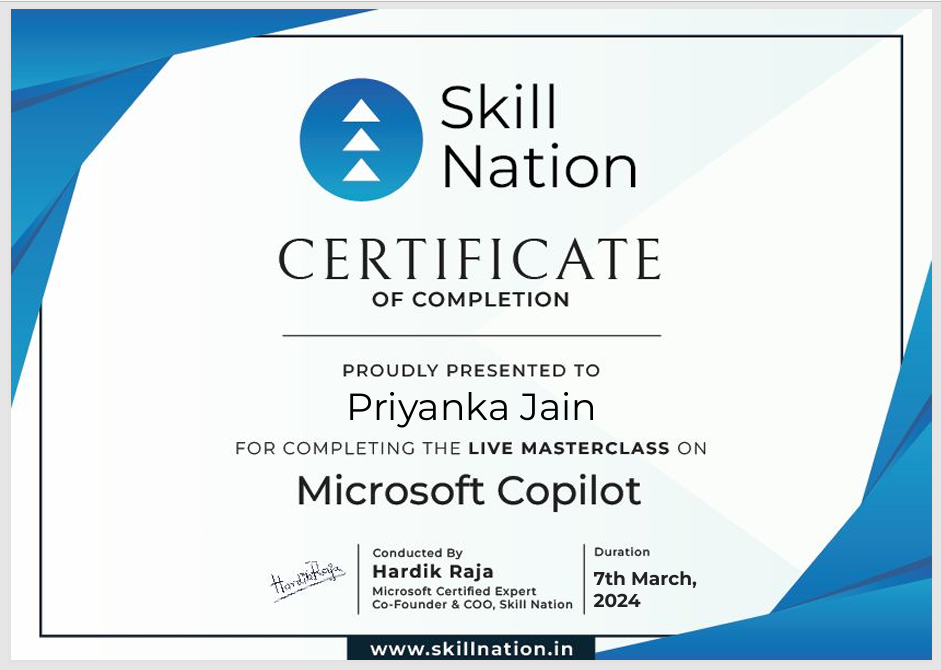 Skill
Nation
CERTIFICATE
OF COMPLETION
PROUDLY PRESENTED TO
Priyanka Jain
FOR COMPLETING THE LIVE MASTERCLASS ON
Microsoft Copilot
HardikRaja
Conducted By
Hardik Raja
Microsoft Certified Expert
Co-Founder & COO, Skill Nation
Duration
7th March,
2024
www.skillnation.in